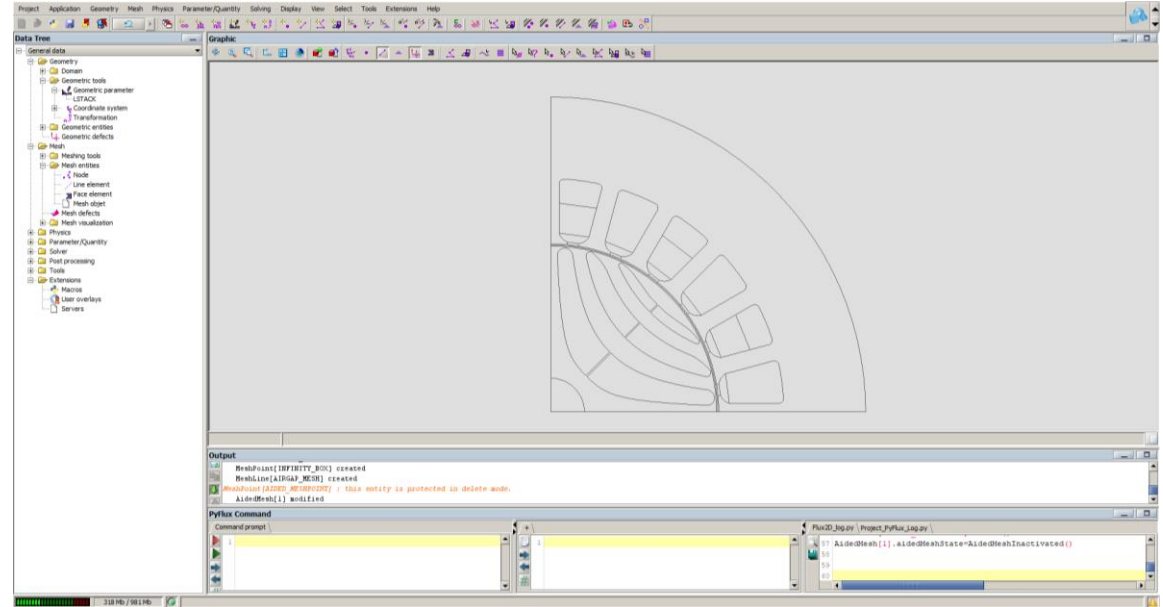 Project Application Geometry Mesh Physics Parameter/Quantity Solving Display View Select Tools Extensions Help
Data Tree
General data
Geometry
Domain
Geometric tools
Geometric parameter
LSTACK
Coordinate system
Transformation
Geometric entities
Geometric defects
Mesh
Meshing tools
Mesh entities
Node
Line element
Face element
Mesh objet
Mesh defects
Mesh visualization
Physics
Parameter/Quantity
Solver
Post processing
Tools
Extensions
Macros
User overlays
Servers
Graphic
Output
MeshPoint[INFINITY_BOX] created
MeshLine[AIRGAP_MESH] created
MeshPoint[AIDED_MESHPOINT] : this entity is protected in delete mode.
AidedMesh[1] modified
PyFlux Command
Command prompt
+
Flux2D_log.py Project_PyFlux_Log.py
1
1
57 AidedMesh[1].aidedMeshState=AidedMeshInactivated()
58
59
60
318 Mb / 981 Mb